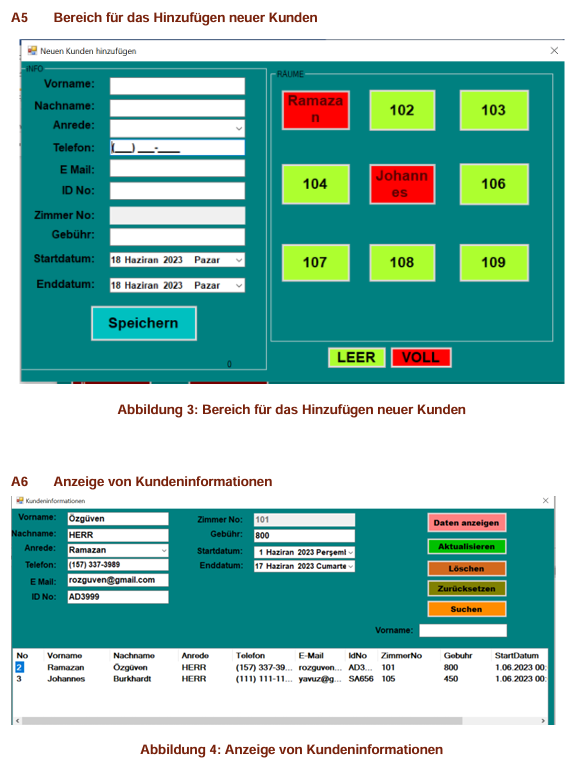 A5 Bereich für das Hinzufügen neuer Kunden
Neuen Kunden hinzufügen
INFO
Vorname:
Nachname:
Anrede:
Telefon: (___) ___-____
E Mail:
ID No:
Zimmer No:
Gebühr:
Startdatum: 18 Haziran 2023 Pazar
Enddatum: 18 Haziran 2023 Pazar
Speichern
0
RÄUME
Ramaza
n
102
103
104
Johann
es
106
107
108
109
LEER
VOLL
Abbildung 3: Bereich für das Hinzufügen neuer Kunden
A6 Anzeige von Kundeninformationen
Kundeninformationen
Vorname: Özgüven
Nachname: HERR
Anrede: Ramazan
Telefon: (157) 337-3989
E Mail: rozguven@gmail.com
ID No: AD3999
Zimmer No: 101
Gebühr: 800
Startdatum: 1 Haziran 2023 Perşeml
Enddatum: 17 Haziran 2023 Cumarte
Daten anzeigen
Aktualisieren
Löschen
Zurücksetzen
Suchen
Vorname:
No Vorname Nachname Anrede Telefon E-Mail IdNo ZimmerNo Gebuhr StartDatum
2 Ramazan Özgüven HERR (157) 337-39... rozguven... AD3... 101 800 1.06.2023 00:
3 Johannes Burkhardt HERR (111) 111-11... yavuz@g... SA656 105 450 1.06.2023 00:
Abbildung 4: Anzeige von Kundeninformationen